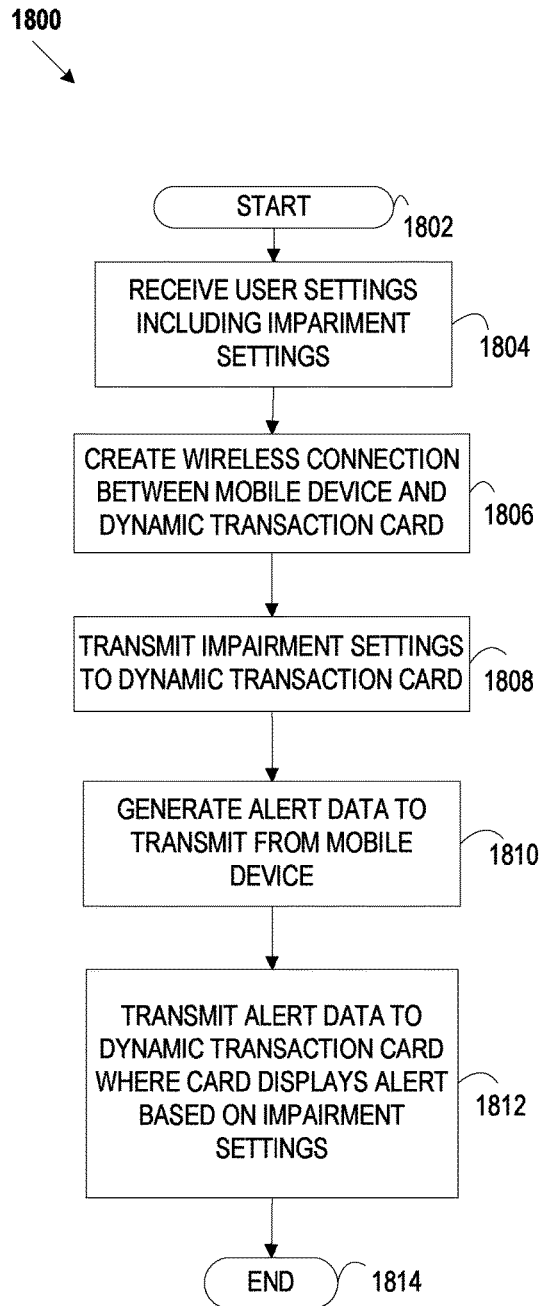 1800
START
1802
RECEIVE USER SETTINGS
INCLUDING IMPARIMENT
SETTINGS
1804
CREATE WIRELESS CONNECTION
BETWEEN MOBILE DEVICE AND
DYNAMIC TRANSACTION CARD
1806
TRANSMIT IMPAIRMENT SETTINGS
TO DYNAMIC TRANSACTION CARD
1808
GENERATE ALERT DATA TO
TRANSMIT FROM MOBILE
DEVICE
1810
TRANSMIT ALERT DATA TO
DYNAMIC TRANSACTION CARD
WHERE CARD DISPLAYS ALERT
BASED ON IMPAIRMENT
SETTINGS
1812
END
1814